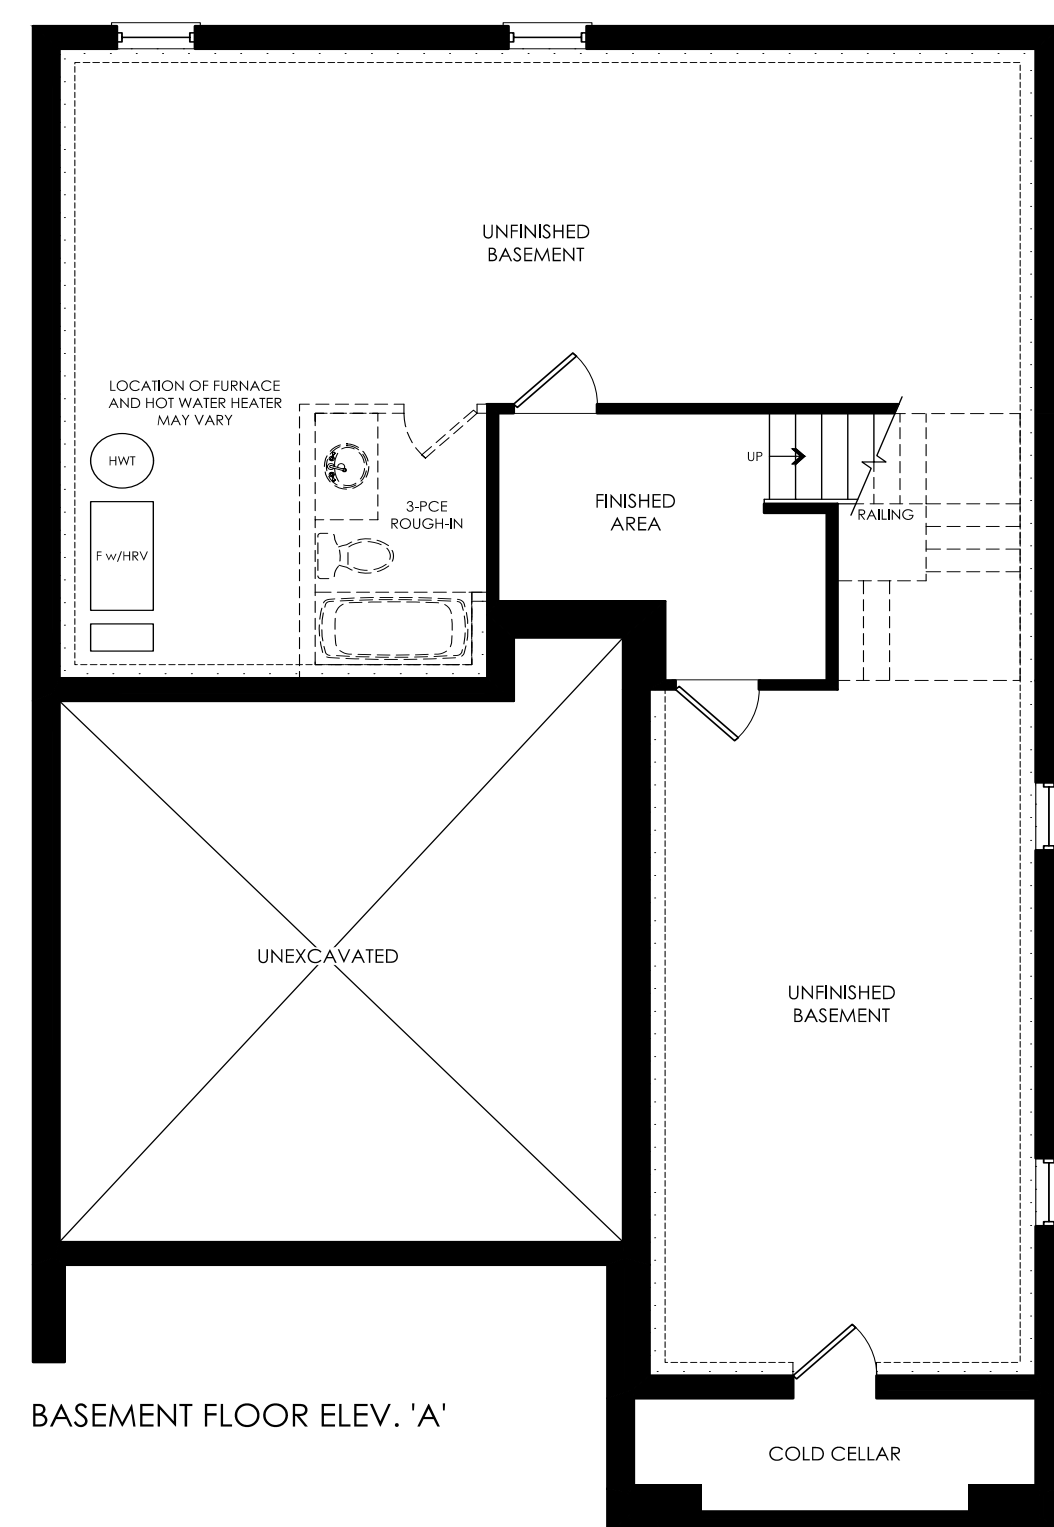 UNFINISHED
BASEMENT
LOCATION OF FURNACE
AND HOT WATER HEATER
MAY VARY
HWT
UP
3-PCE
ROUGH-IN
FINISHED
AREA
RAILING
F w/HRV
UNEXCAVATED
UNFINISHED
BASEMENT
BASEMENT FLOOR ELEV. 'A'
COLD CELLAR